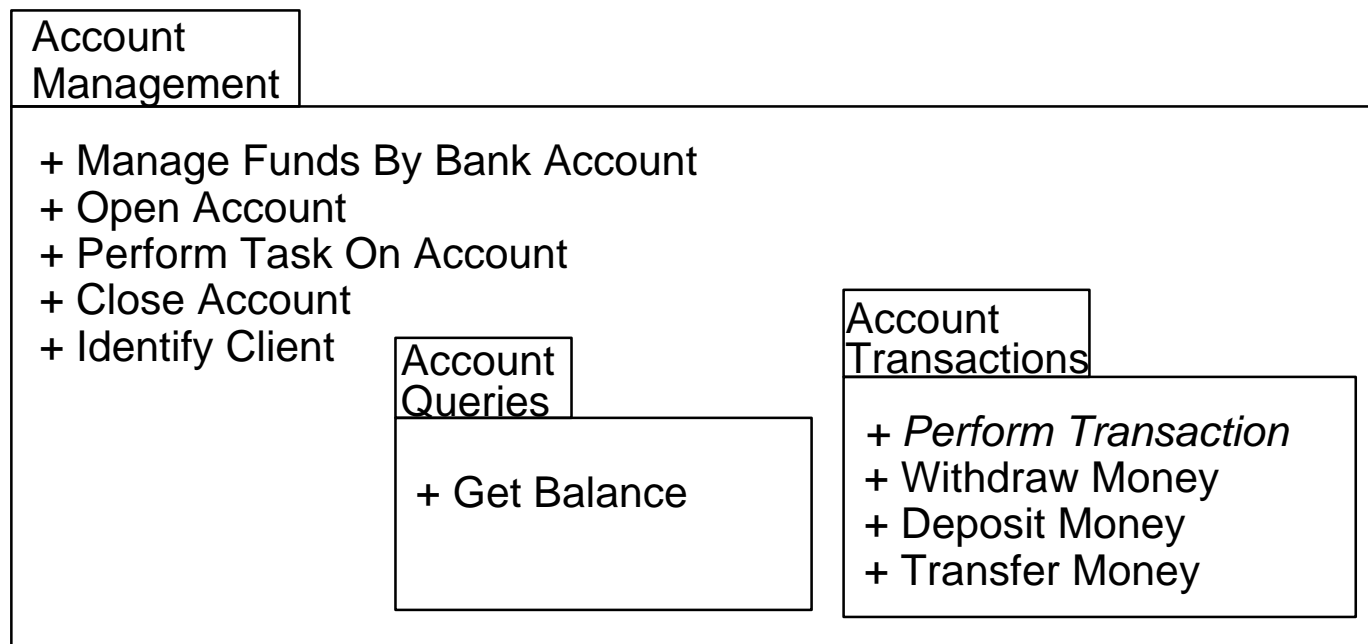 Account
Management
+ Manage Funds By Bank Account
+ Open Account
+ Perform Task On Account
+ Close Account
+ Identify Client
Account
Queries
+ Get Balance
Account
Transactions
+ Perform Transaction
+ Withdraw Money
+ Deposit Money
+ Transfer Money